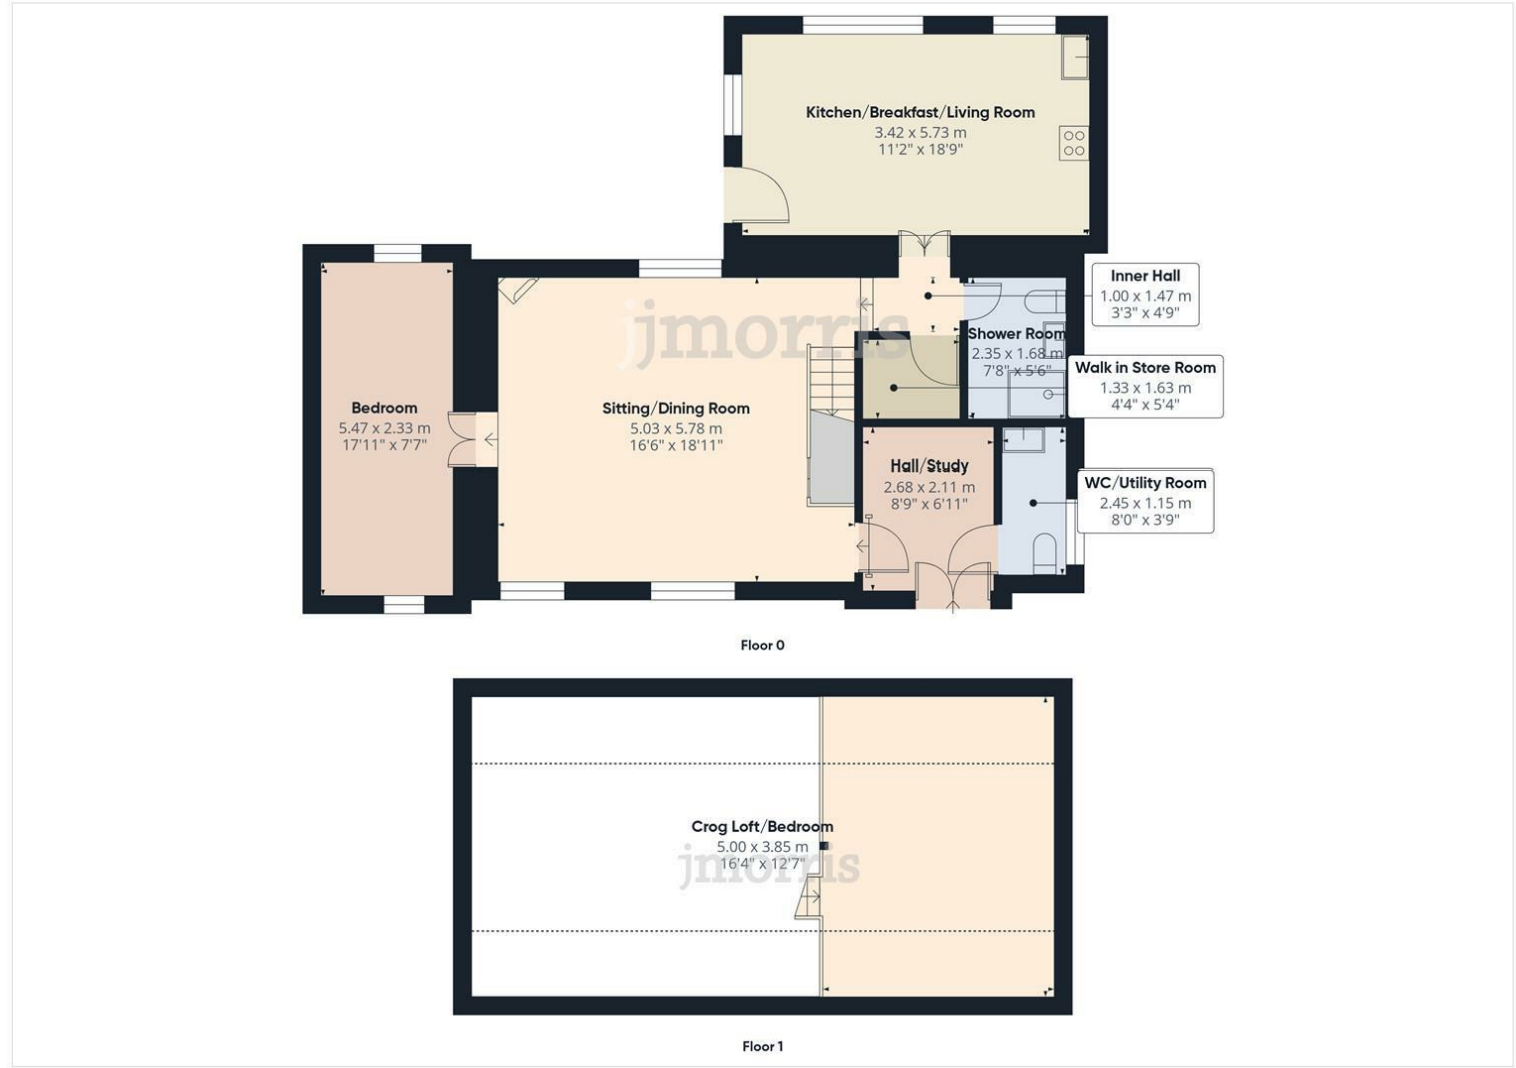 Kitchen/Breakfast/Living Room
3.42 x 5.73 m
11'2" x 18'9"
Inner Hall
1.00 x 1.47 m
3'3" x 4'9"
jjmorris
Shower Room
2.35 x 1.68 m
7'8" x 5'6"
Walk in Store Room
1.33 x 1.63 m
4'4" x 5'4"
Bedroom
5.47 x 2.33 m
17'11" x 7'7"
Sitting/Dining Room
5.03 x 5.78 m
16'6" x 18'11"
Hall/Study
2.68 x 2.11 m
8'9" x 6'11"
WC/Utility Room
2.45 x 1.15 m
8'0" x 3'9"
Floor 0
Crog Loft/Bedroom
5.00 x 3.85 m
16'4" x 12'7"
jmorris
Floor 1